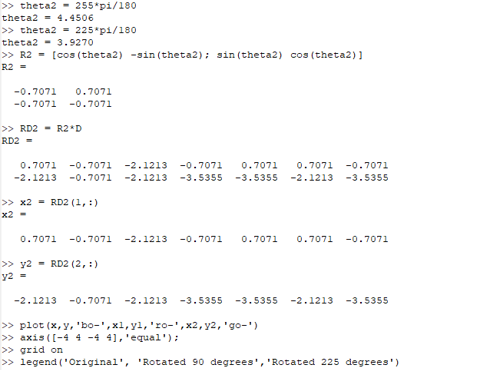 >> theta2 = 255*pi/180
theta2 = 4.4506
>> theta2 = 225*pi/180
theta2 = 3.9270
>> R2 = [cos(theta2) -sin(theta2); sin(theta2) cos(theta2)]
R2 =
-0.7071 0.7071
-0.7071 -0.7071
>> RD2 = R2*D
RD2 =
0.7071 -0.7071 -2.1213 -0.7071 0.7071 0.7071 -0.7071
-2.1213 -0.7071 -2.1213 -3.5355 -3.5355 -2.1213 -3.5355
>> x2 = RD2(1,:)
x2 =
0.7071 -0.7071 -2.1213 -0.7071 0.7071 0.7071 -0.7071
>> y2 = RD2(2,:)
y2 =
-2.1213 -0.7071 -2.1213 -3.5355 -3.5355 -2.1213 -3.5355
>> plot(x,y,'bo-',x1,y1,'ro-',x2,y2,'go-')
>> axis([-4 4 -4 4],'equal');
>> grid on
>> legend('Original', 'Rotated 90 degrees','Rotated 225 degrees')